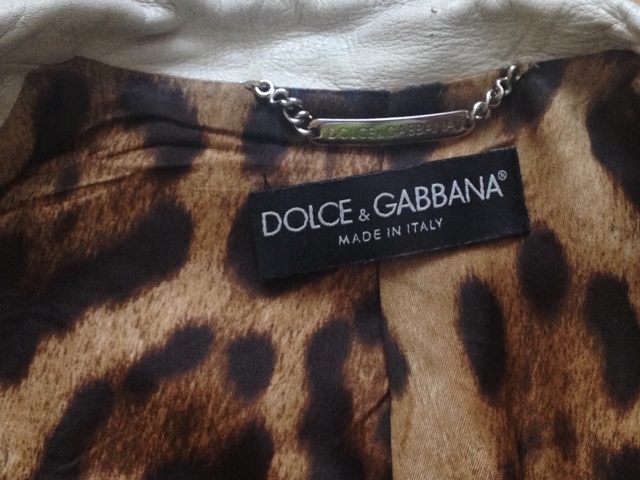 DOLCE & GABBANA
DOLCE & GABBANA®
MADE IN ITALY